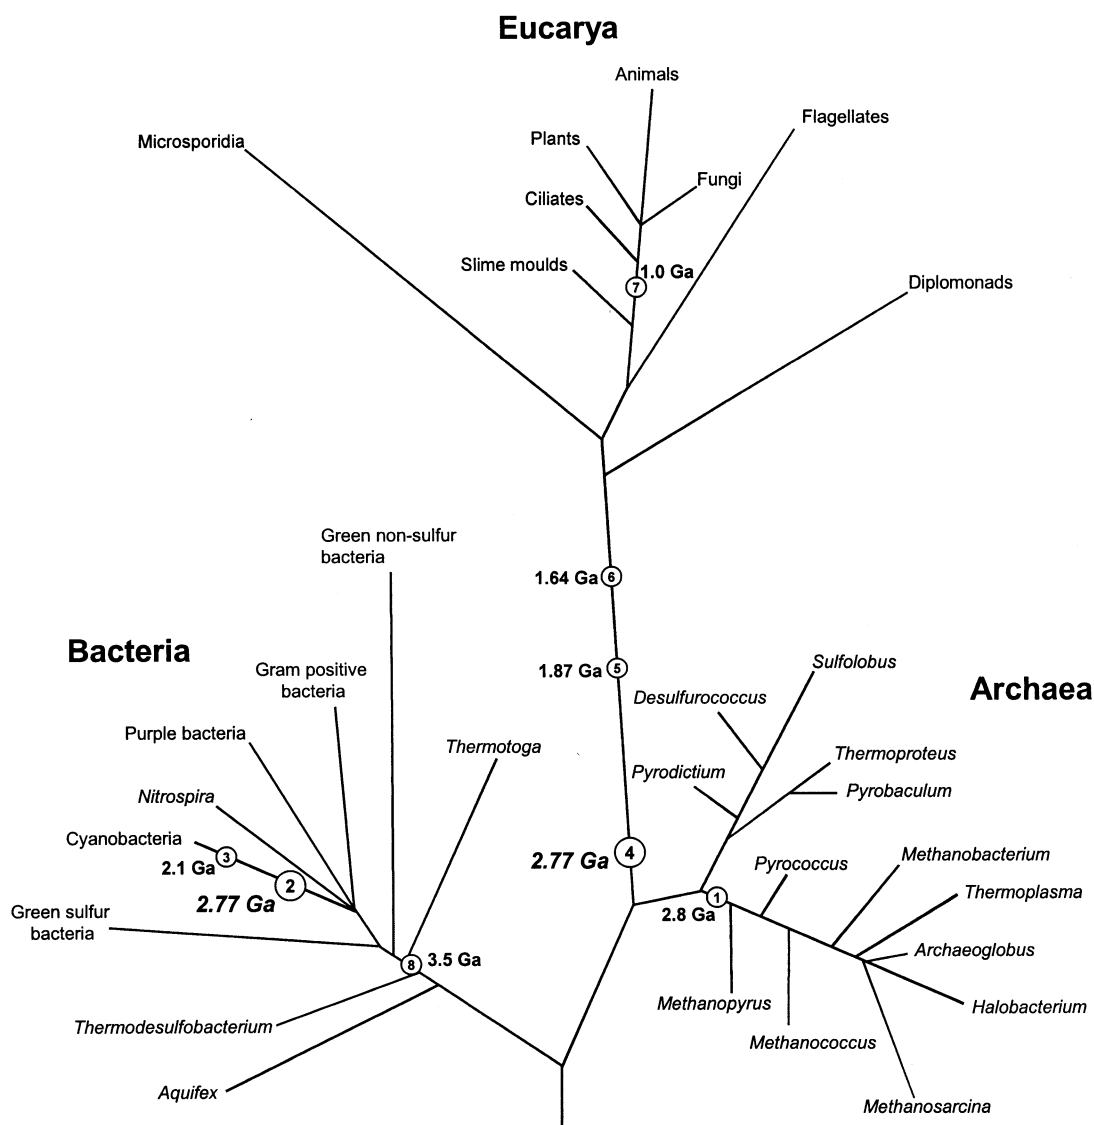 Eucarya
Animals
Flagellates
Plants
Microsporidia
Fungi
Ciliates
Slime moulds
1.0 Ga
7
Diplomonads
Green non-sulfur
bacteria
1.64 Ga
6
Bacteria
Gram positive
bacteria
1.87 Ga
5
Sulfolobus
Archaea
Desulfurococcus
Purple bacteria
Thermotoga
Thermoproteus
Pyrodictium
Pyrobaculum
Nitrospira
Cyanobacteria
3
2.1 Ga
2
2.77 Ga
2.77 Ga
4
Pyrococcus
Methanobacterium
Thermoplasma
1
2.8 Ga
Green sulfur
bacteria
Archaeoglobus
8
3.5 Ga
Methanopyrus
Halobacterium
Thermodesulfobacterium
Methanococcus
Aquifex
Methanosarcina